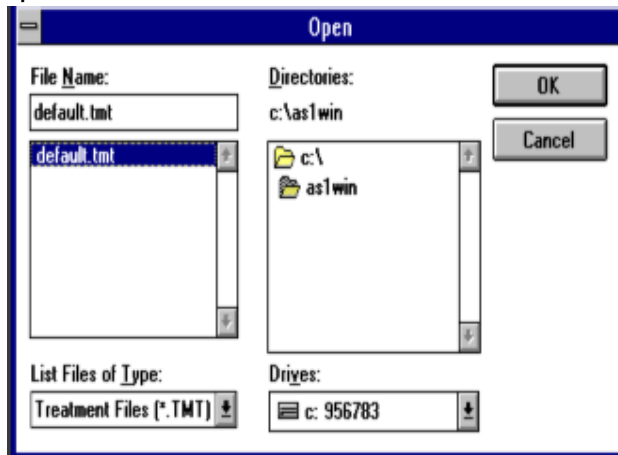 Open
File Name:
default.tmt
default.tmt
List Files of Type:
Treatment Files (*.TMT)
Directories:
c:\as1win
c:\
as1win
Drives:
c: 956783
OK
Cancel